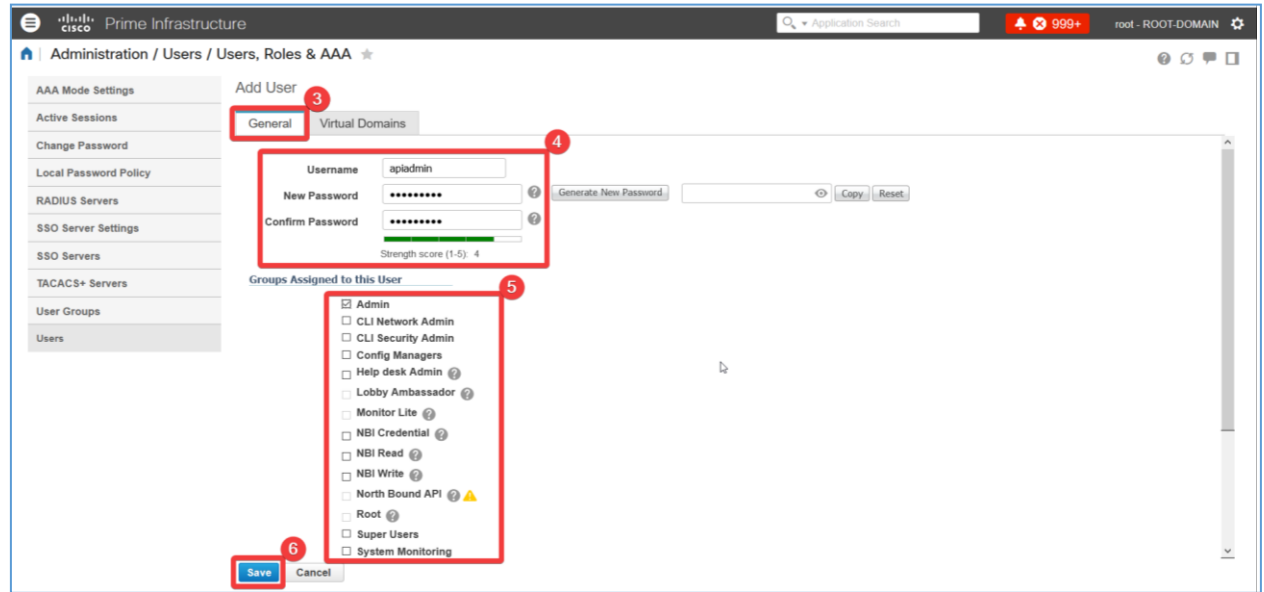 cisco Prime Infrastructure
Application Search
999+
root - ROOT-DOMAIN
Administration / Users / Users, Roles & AAA
AAA Mode Settings
Active Sessions
Change Password
Local Password Policy
RADIUS Servers
SSO Server Settings
SSO Servers
TACACS+ Servers
User Groups
Users
Add User
3
General
Virtual Domains
4
Username apiadmin
New Password ●●●●●●●●● Generate New Password Copy Reset
Confirm Password ●●●●●●●●●
Strength score (1-5): 4
Groups Assigned to this User
5
Admin
CLI Network Admin
CLI Security Admin
Config Managers
Help desk Admin
Lobby Ambassador
Monitor Lite
NBI Credential
NBI Read
NBI Write
North Bound API
Root
Super Users
System Monitoring
6
Save Cancel